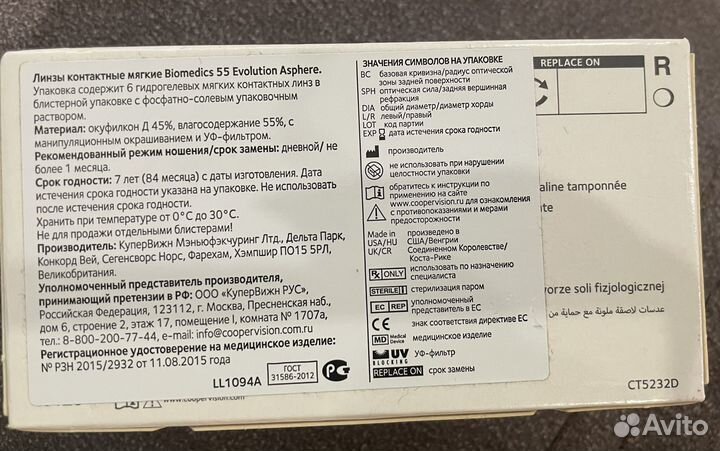 Линзы контактные мягкие Biomedics 55 Evolution Asphere.
Упаковка содержит 6 гидрогелевых мягких контактных линз в
блистерной упаковке с фосфатно-солевым упаковочным
раствором.
Материал: окуфилкон Д 45%, влагосодержание 55%, с
манипуляционным окрашиванием и УФ-фильтром.
Рекомендованный режим ношения/срок замены: дневной/ не
более 1 месяца.
Срок годности: 7 лет (84 месяца) с даты изготовления. Дата
истечения срока годности указана на упаковке. Не использовать
после истечения срока годности.
Хранить при температуре от 0°С до 30°С.
Не для продажи отдельными блистерами!
Производитель: КуперВижн Мэньюфэкчуринг Лтд., Дельта Парк,
Конкорд Вей, Сегенсворс Норс, Фарехам, Хэмпшир ПО15 5РЛ,
Великобритания.
Уполномоченный представитель производителя,
принимающий претензии в РФ: ООО «КуперВижн РУС»,
Российская Федерация, 123112, г. Москва, Пресненская наб.,
дом 6, строение 2, этаж 17, помещение I, комната № 1707а,
тел. 8-800-200-77-44, e-mail: info@coopervision.com.ru
Регистрационное удостоверение на медицинское изделие:
№ РЗН 2015/2932 от 11.08.2015 года
LL1094A
ГОСТ
31586-2012
ЗНАЧЕНИЯ СИМВОЛОВ НА УПАКОВКЕ
BC базовая кривизна/радиус оптической
зоны задней поверхности
SPH оптическая сила/задняя вершинная
рефракция
DIA общий диаметр/диаметр хорды
L/R левый/правый
LOT код партии
EXP дата истечения срока годности
производитель
не использовать при нарушении
целостности упаковки
обратитесь к инструкции по
применению на сайте
www.coopervision.ru для ознакомления
с противопоказаниями и мерами
предосторожности
Made in произведено в
USA/HU США/Венгрии
UK/CR Соединенном Королевстве/
Коста-Рике
Rx ONLY использовать по назначению
специалиста
STERILE стерилизация паром
EC REP уполномоченный
представитель в ЕС
CE знак соответствия директиве ЕС
MD Medical Device медицинское изделие
UV BLOCKING УФ-фильтр
REPLACE ON срок замены
REPLACE ON
R
aline tamponnée
worze soli fizjologicznej
CT5232D
www.coopervision.com
Avito